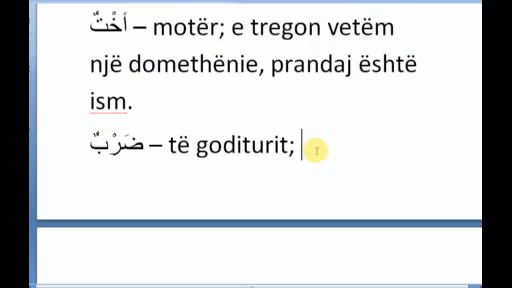 أُخْتٌ – motër; e tregon vetëm
një domethënie, prandaj është
ism.
ضَرْبٌ – të goditurit;